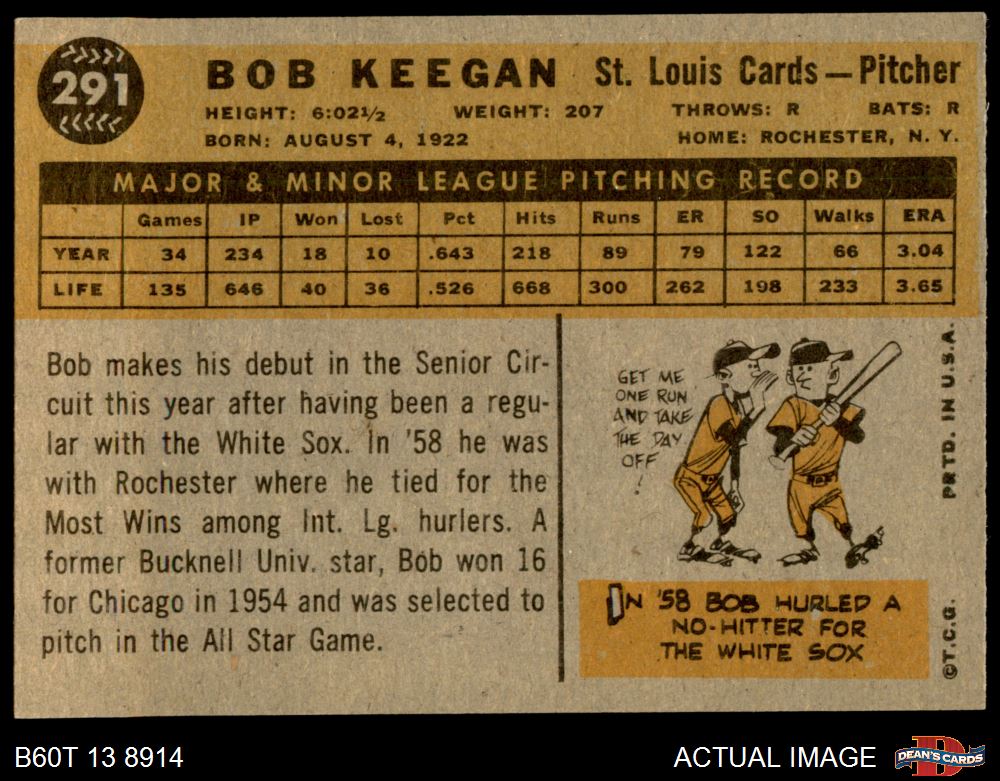 291
BOB KEEGAN St. Louis Cards — Pitcher
HEIGHT: 6:02½ WEIGHT: 207 THROWS: R BATS: R
BORN: AUGUST 4, 1922 HOME: ROCHESTER, N. Y.
MAJOR & MINOR LEAGUE PITCHING RECORD
Games IP Won Lost Pct Hits Runs ER SO Walks ERA
YEAR 34 234 18 10 .643 218 89 79 122 66 3.04
LIFE 135 646 40 36 .526 668 300 262 198 233 3.65
Bob makes his debut in the Senior Cir-
cuit this year after having been a regu-
lar with the White Sox. In '58 he was
with Rochester where he tied for the
Most Wins among Int. Lg. hurlers. A
former Bucknell Univ. star, Bob won 16
for Chicago in 1954 and was selected to
pitch in the All Star Game.
GET ME
ONE RUN
AND TAKE
THE DAY
OFF
!
IN '58 BOB HURLED A
NO-HITTER FOR
THE WHITE SOX
©T.C.G. PRTD. IN U.S.A.
B60T 13 8914 ACTUAL IMAGE
D
DEAN'S CARDS